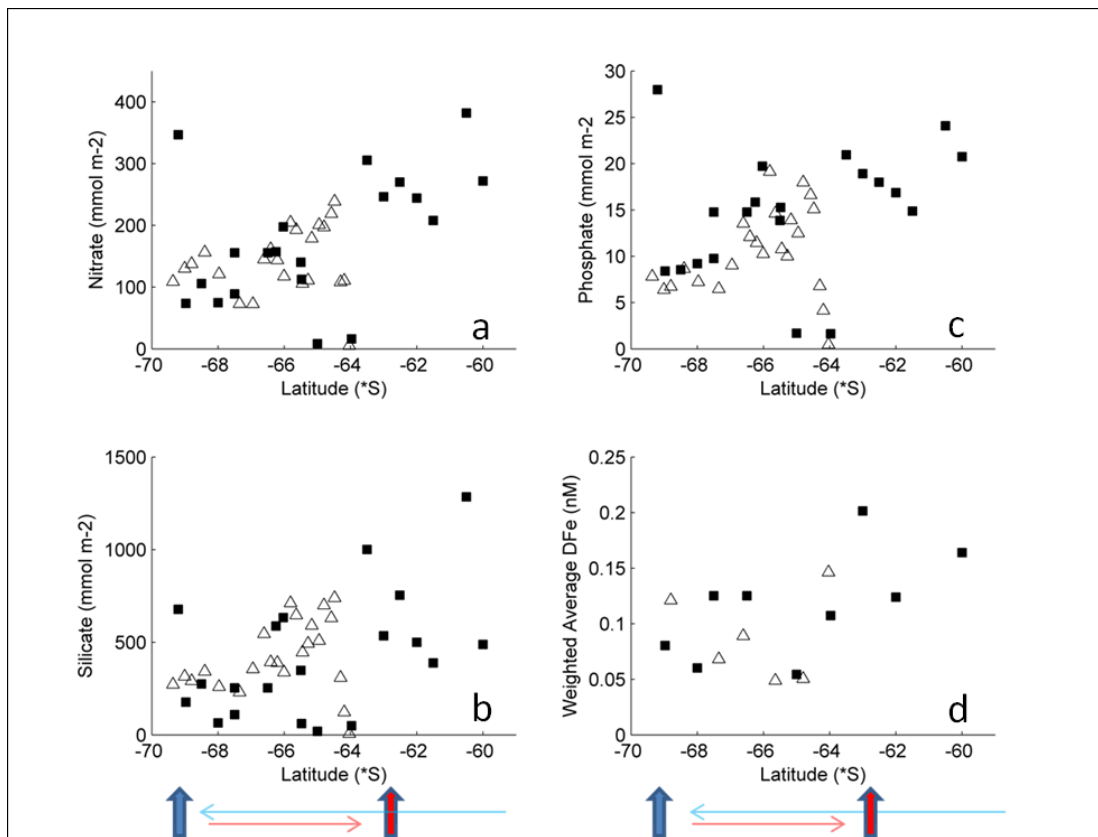 Nitrate (mmol m-2)
400
300
200
100
0
a
-70 -68 -66 -64 -62 -60
Latitude (*S)
Phosphate (mmol m-2
30
25
20
15
10
5
0
c
-70 -68 -66 -64 -62 -60
Latitude (*S)
Silicate (mmol m-2)
1500
1000
500
0
b
-70 -68 -66 -64 -62 -60
Latitude (*S)
Weighted Average DFe (nM)
0.25
0.2
0.15
0.1
0.05
0
d
-70 -68 -66 -64 -62 -60
Latitude (*S)